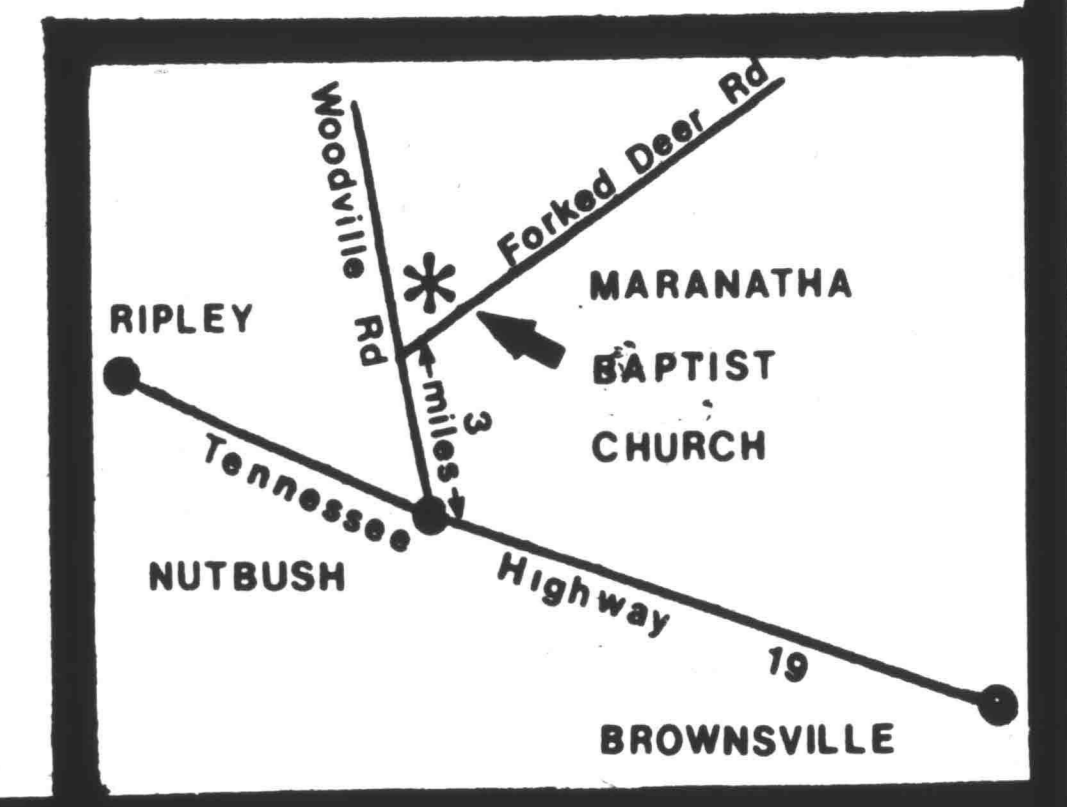 Woodville Rd
Forked Deer Rd
MARANATHA
BAPTIST
CHURCH
RIPLEY
3
miles
Tennessee Highway 19
NUTBUSH
BROWNSVILLE